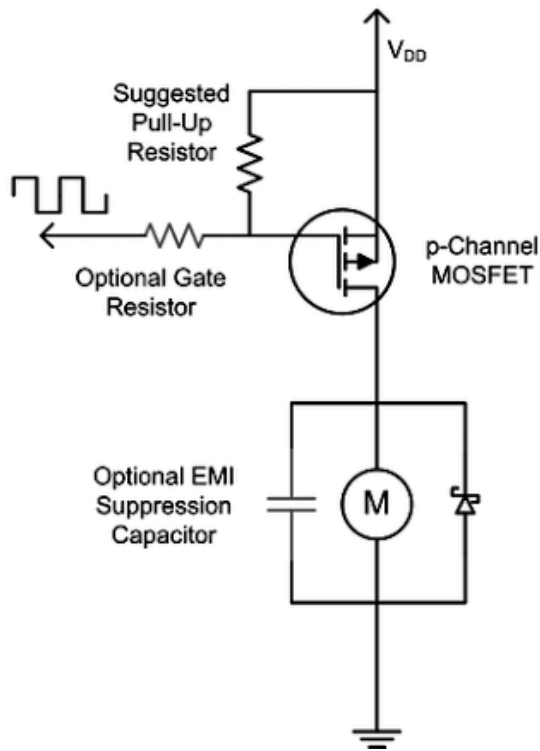 V_DD
Suggested
Pull-Up
Resistor
Optional Gate
Resistor
p-Channel
MOSFET
Optional EMI
Suppression
Capacitor
M